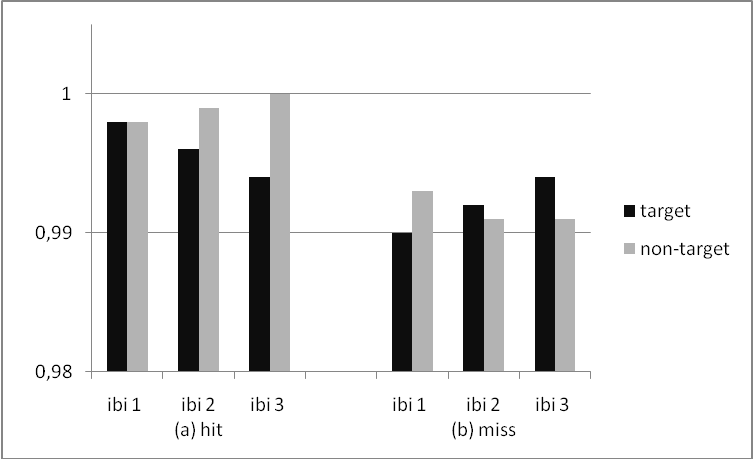 1
0,99
0,98
ibi 1 ibi 2 ibi 3 ibi 1 ibi 2 ibi 3
(a) hit (b) miss
target
non-target